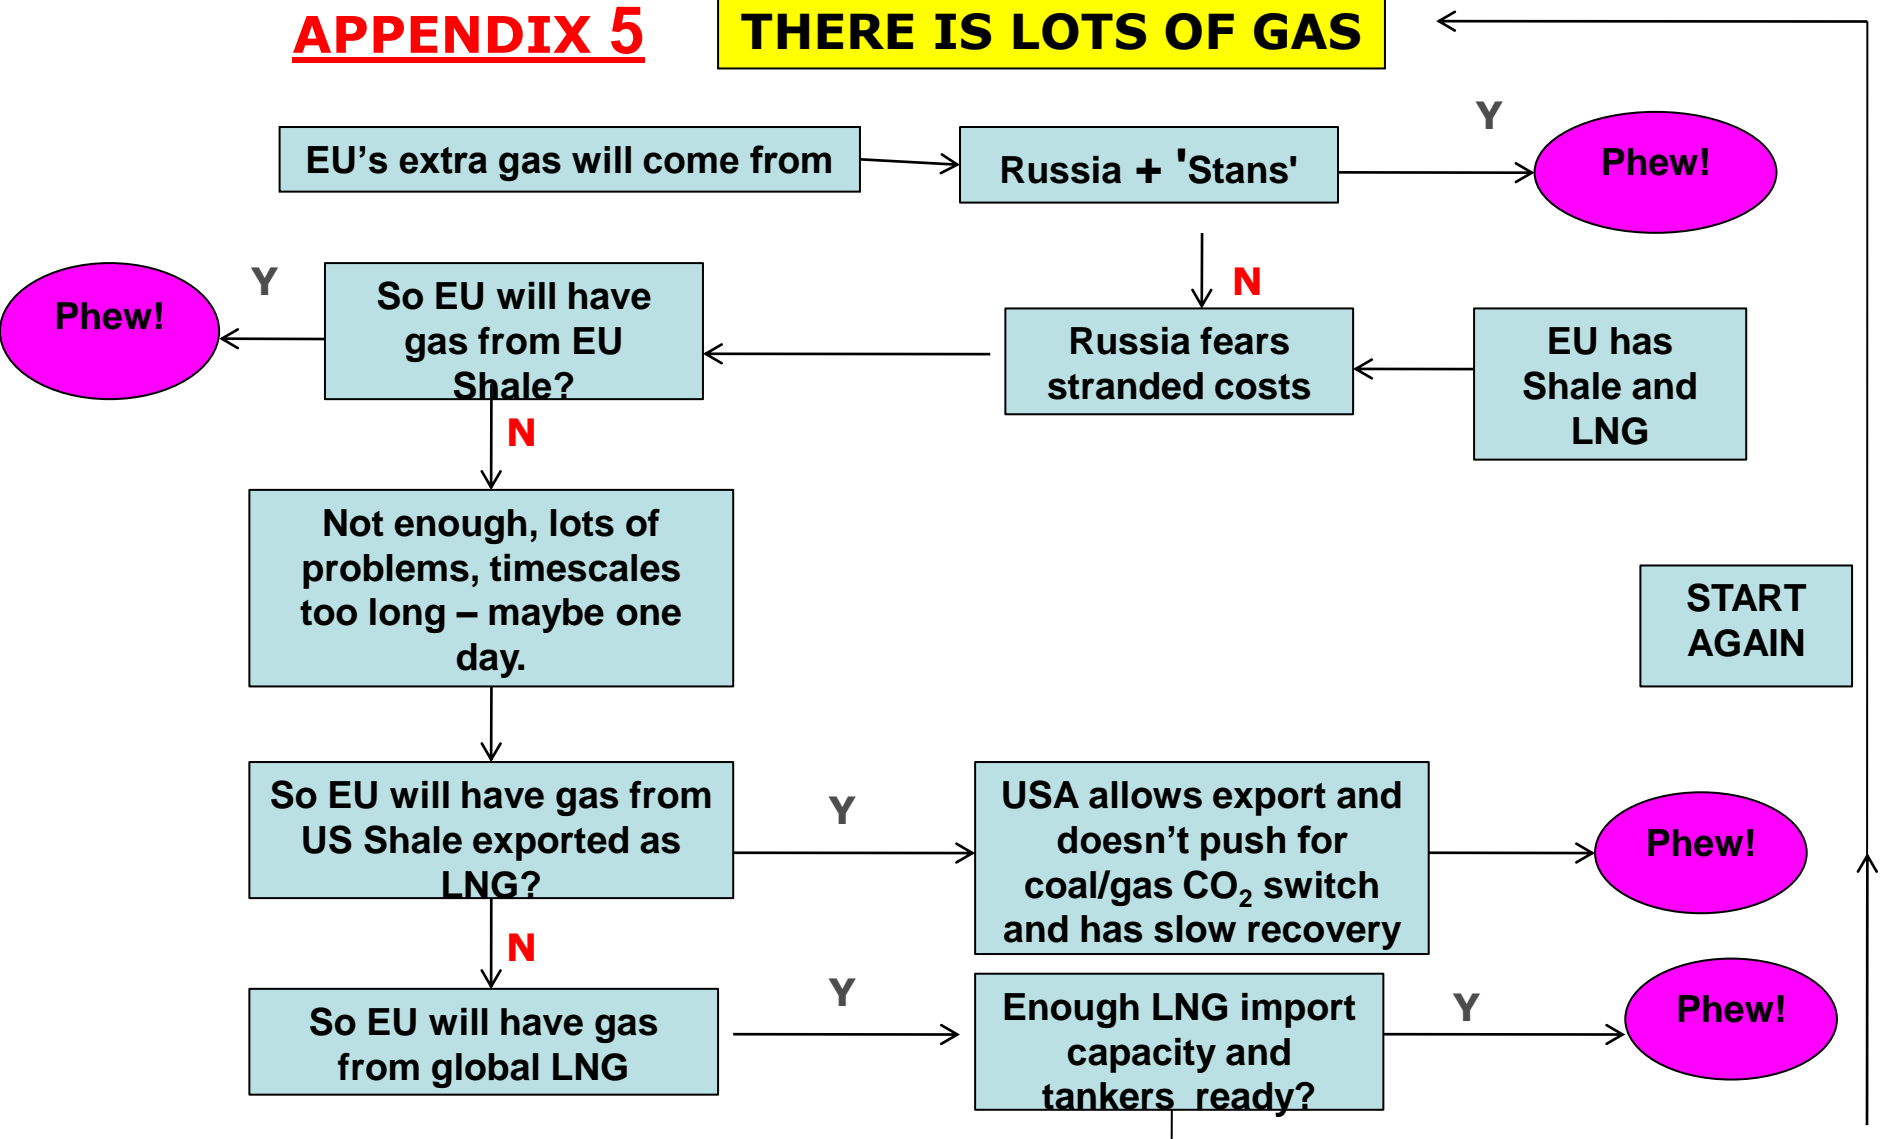 APPENDIX 5
THERE IS LOTS OF GAS
EU’s extra gas will come from
Russia + 'Stans'
Y
Phew!
N
Phew!
Y
So EU will have
gas from EU
Shale?
Russia fears
stranded costs
EU has
Shale and
LNG
N
Not enough, lots of
problems, timescales
too long – maybe one
day.
START
AGAIN
So EU will have gas from
US Shale exported as
LNG?
Y
USA allows export and
doesn’t push for
coal/gas CO₂ switch
and has slow recovery
Phew!
N
So EU will have gas
from global LNG
Y
Enough LNG import
capacity and
tankers ready?
Y
Phew!